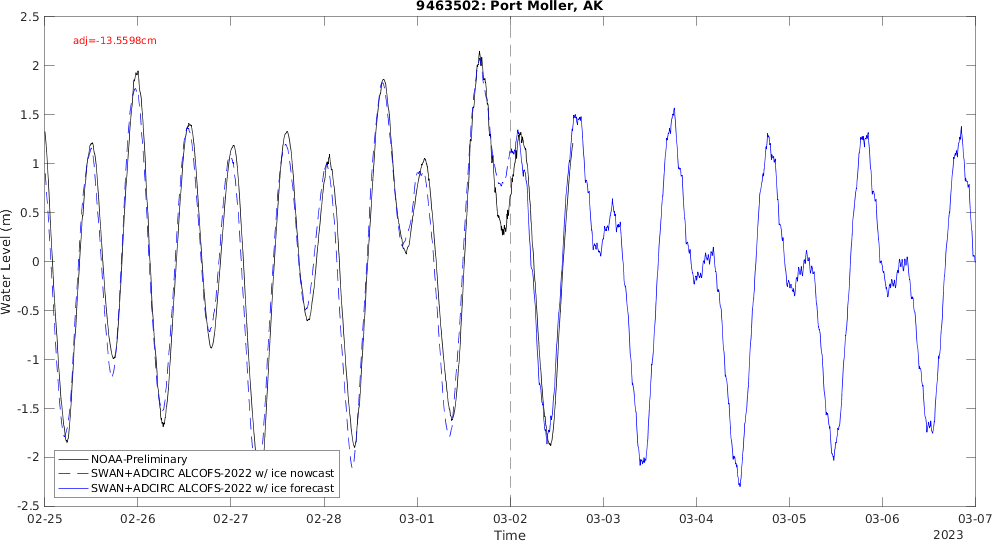 9463502: Port Moller, AK
adj=-13.5598cm
2.5
2
1.5
1
0.5
0
-0.5
-1
-1.5
-2
-2.5
Water Level (m)
NOAA-Preliminary
SWAN+ADCIRC ALCOFS-2022 w/ ice nowcast
SWAN+ADCIRC ALCOFS-2022 w/ ice forecast
02-25 02-26 02-27 02-28 03-01 03-02 03-03 03-04 03-05 03-06 03-07
Time
2023